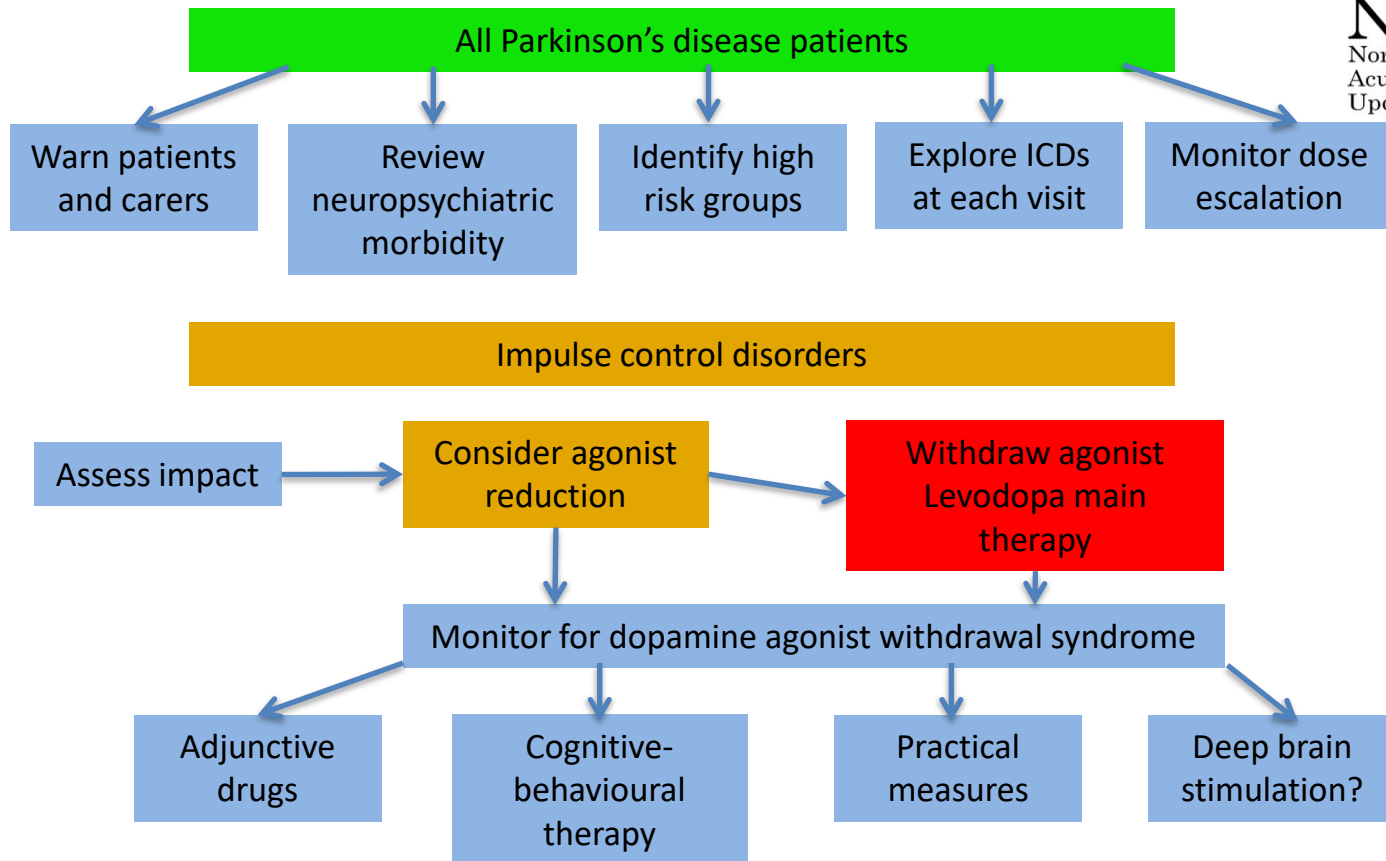 All Parkinson's disease patients
Warn patients
and carers
Review
neuropsychiatric
morbidity
Identify high
risk groups
Explore ICDs
at each visit
Monitor dose
escalation
Impulse control disorders
Assess impact
Consider agonist
reduction
Withdraw agonist
Levodopa main
therapy
Monitor for dopamine agonist withdrawal syndrome
Adjunctive
drugs
Cognitive-
behavioural
therapy
Practical
measures
Deep brain
stimulation?